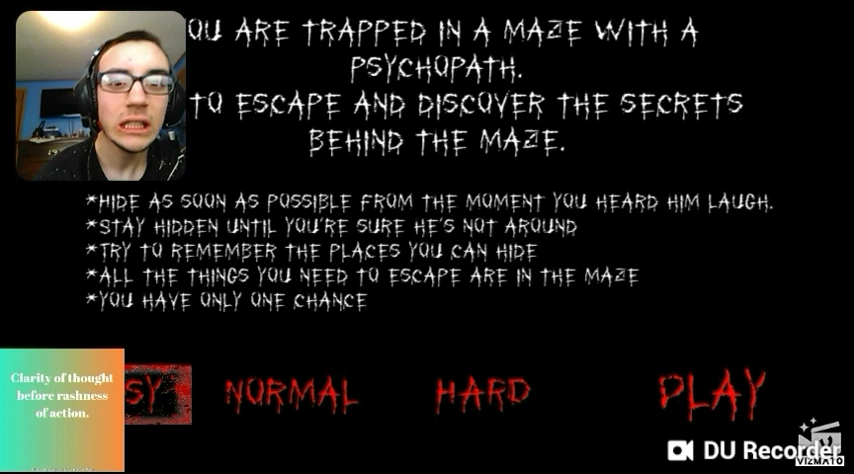 OU ARE TRAPPED IN A MAZE WITH A
PSYCHOPATH.
TO ESCAPE AND DISCOVER THE SECRETS
BEHIND THE MAZE.
*HIDE AS SOON AS POSSIBLE FROM THE MOMENT YOU HEARD HIM LAUGH.
*STAY HIDDEN UNTIL YOU'RE SURE HE'S NOT AROUND
*TRY TO REMEMBER THE PLACES YOU CAN HIDE
*ALL THE THINGS YOU NEED TO ESCAPE ARE IN THE MAZE
*YOU HAVE ONLY ONE CHANCE
SY NORMAL HARD PLAY
Clarity of thought
before rashness
of action.
DU Recorder
VIZMATO